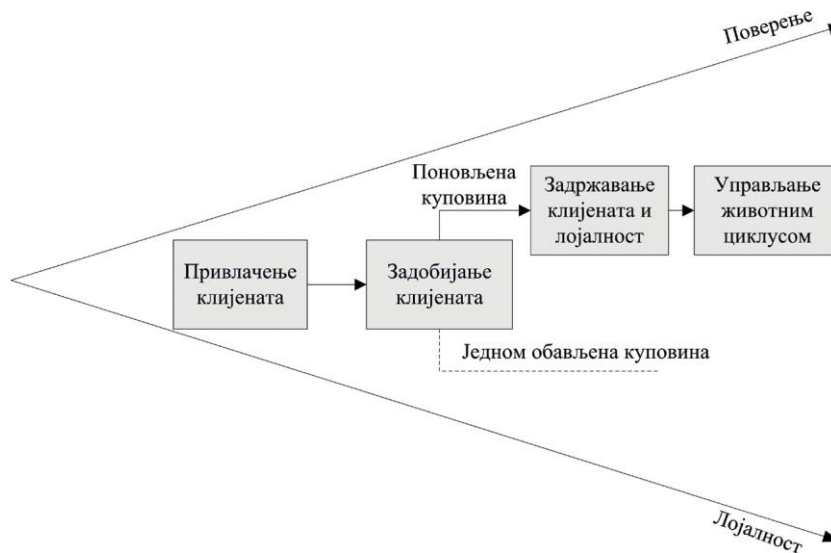 Поверење
Поновљена
куповина
Задржавање
клијената и
лојалност
Управљање
животним
циклусом
Привлачење
клијената
Задобијање
клијената
Једном обављена куповина
Лојалност